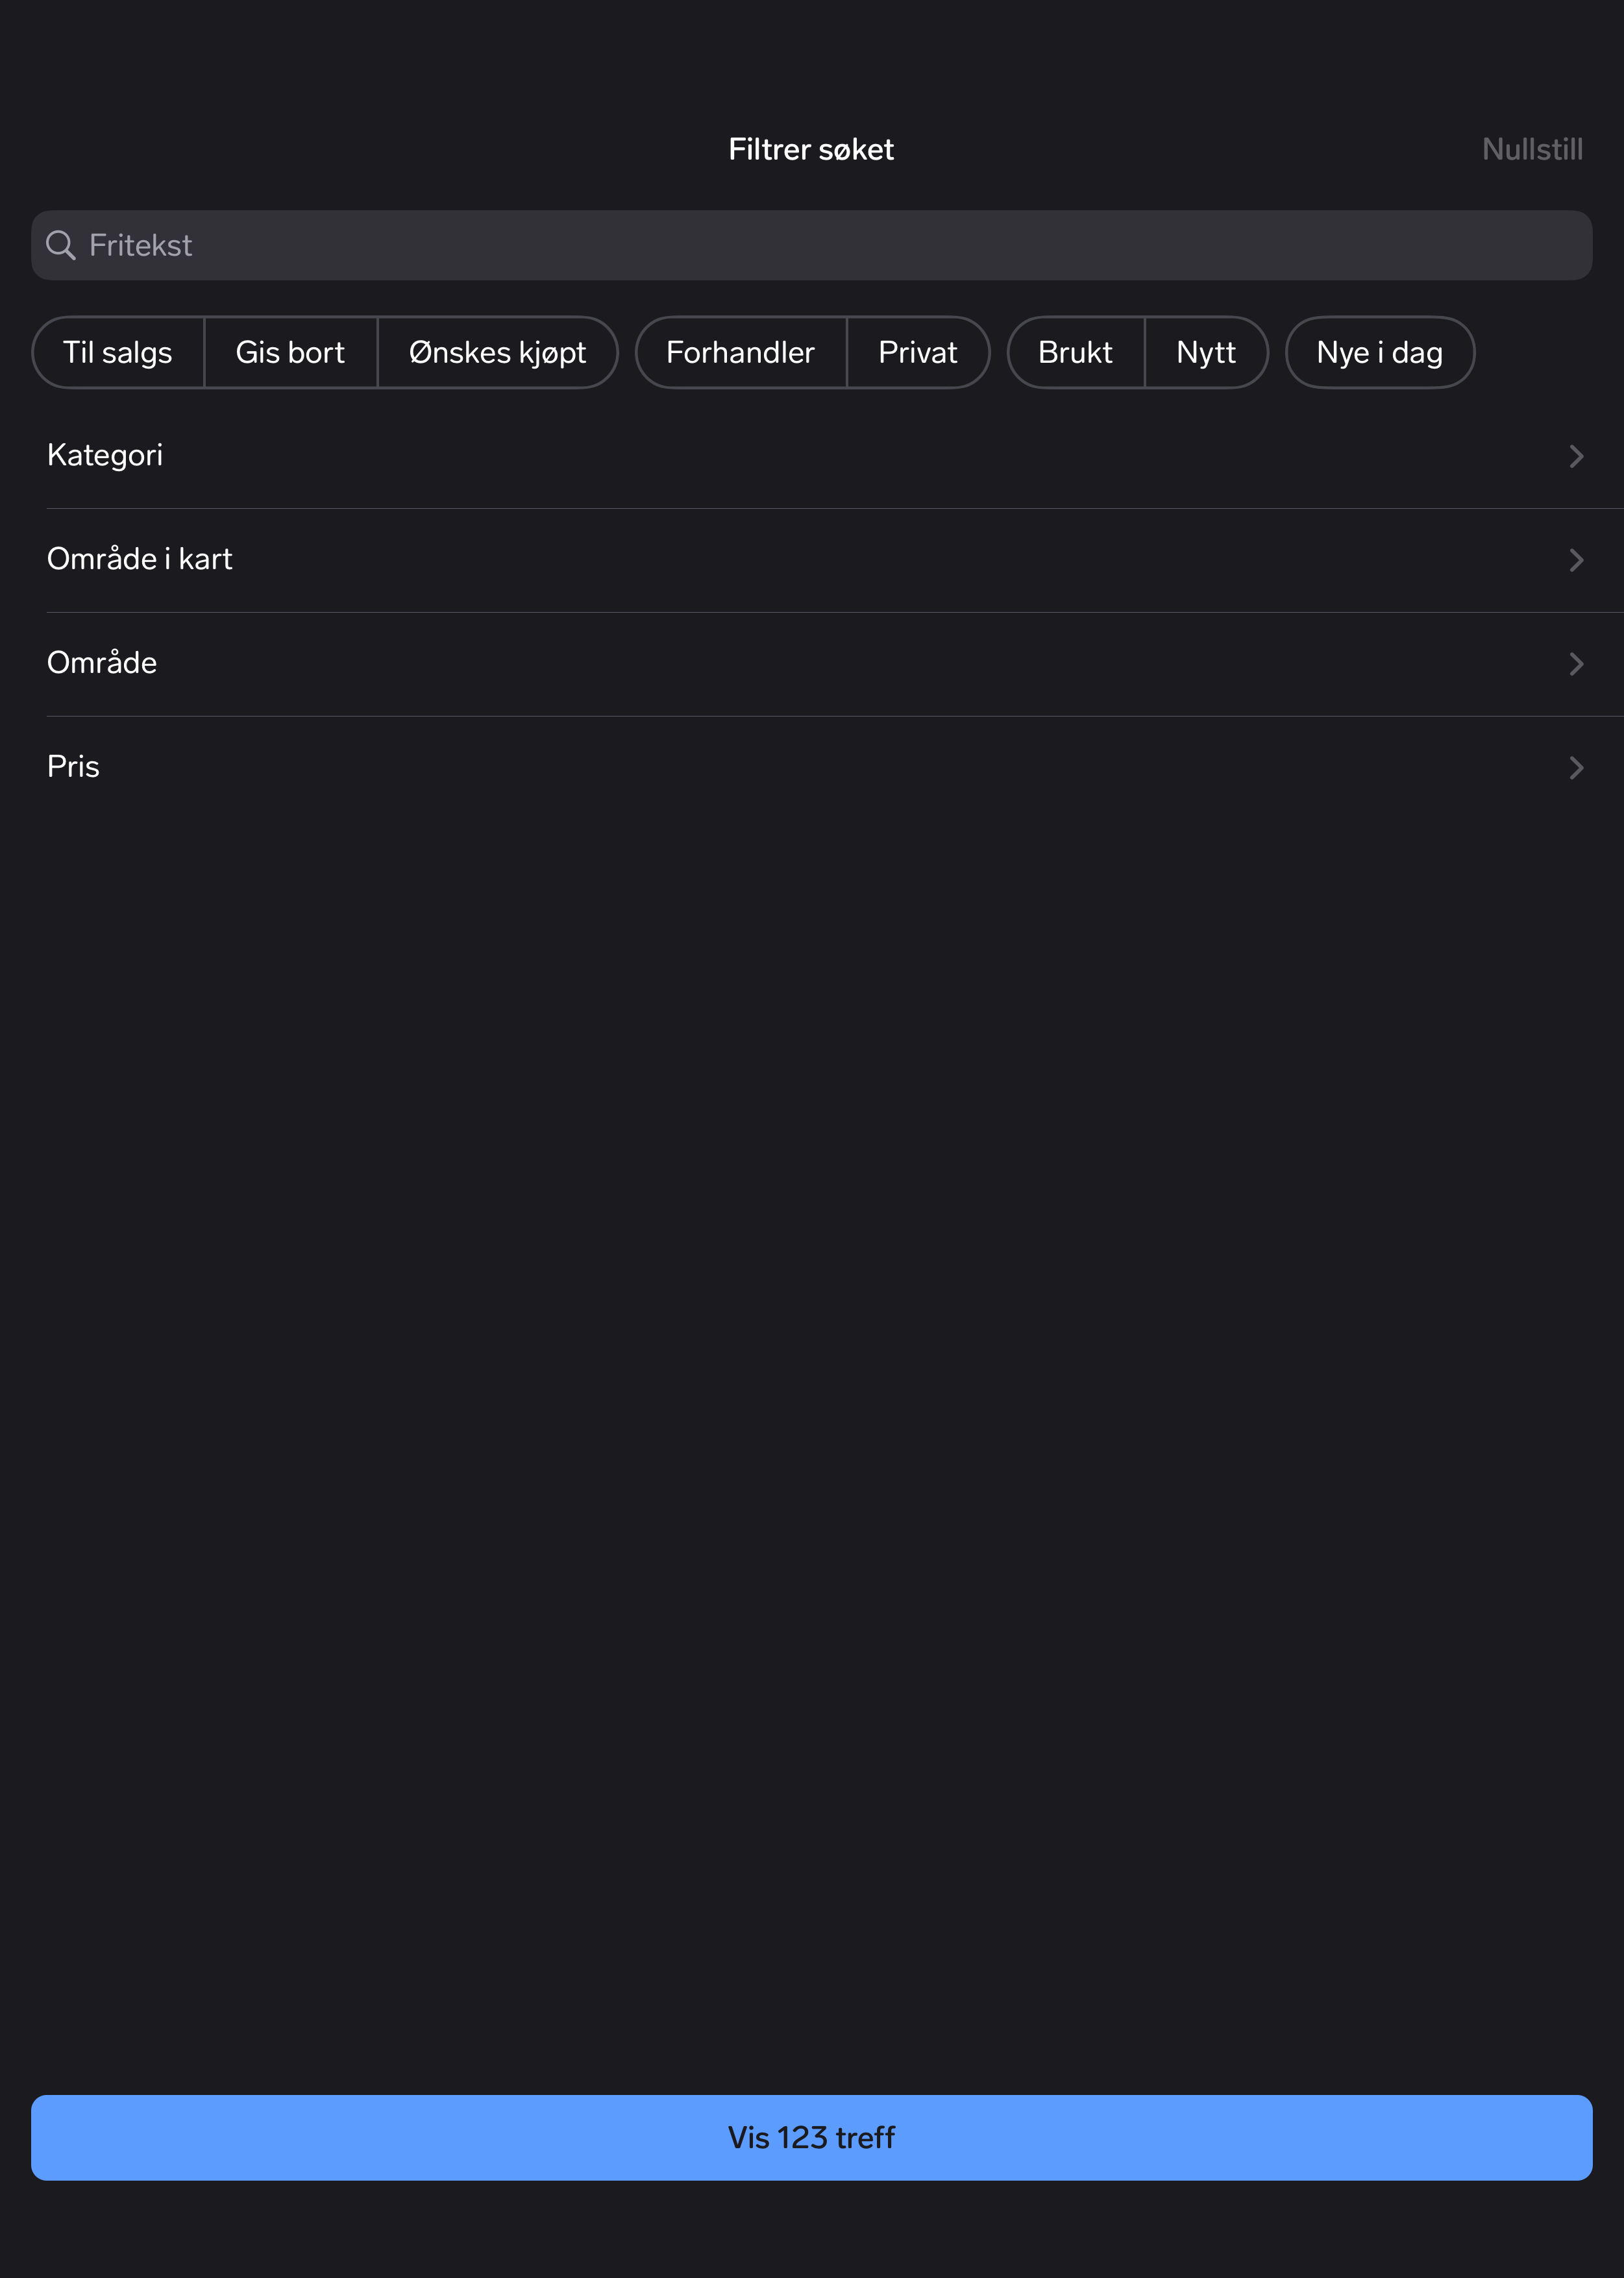 Filtrer søket
Nullstill
Fritekst
Til salgs Gis bort Ønskes kjøpt Forhandler Privat Brukt Nytt Nye i dag
Kategori
Område i kart
Område
Pris
Vis 123 treff